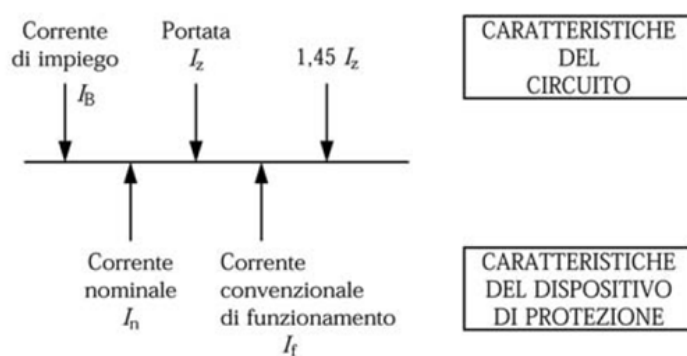 Corrente
di impiego
I_B
Portata
I_z
1,45 I_z
CARATTERISTICHE
DEL
CIRCUITO
Corrente
nominale
I_n
Corrente
convenzionale
di funzionamento
I_f
CARATTERISTICHE
DEL DISPOSITIVO
DI PROTEZIONE